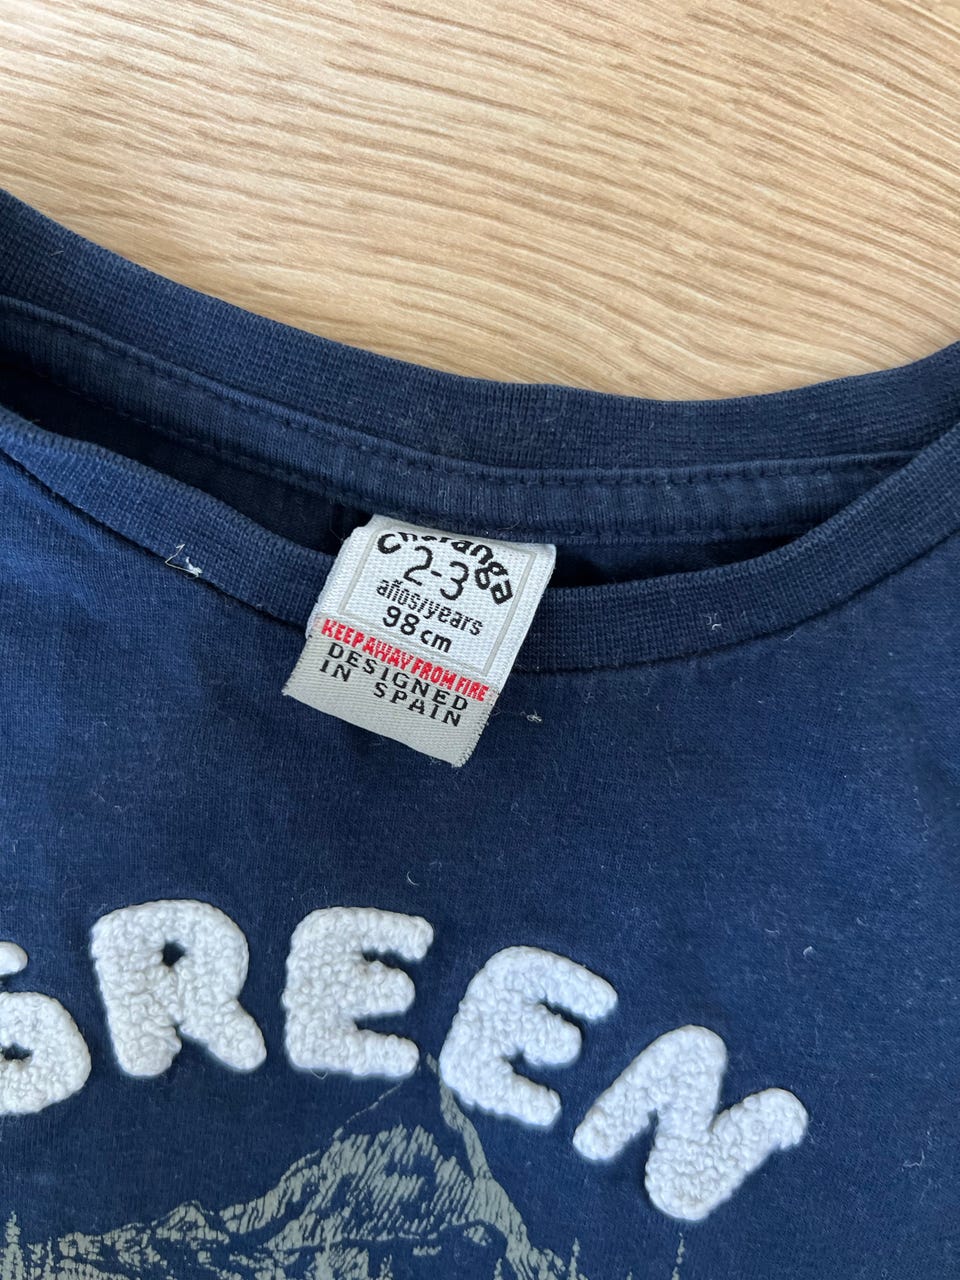 charanga
2-3
años/years
98 cm
KEEP AWAY FROM FIRE
DESIGNED
IN SPAIN
GREEN